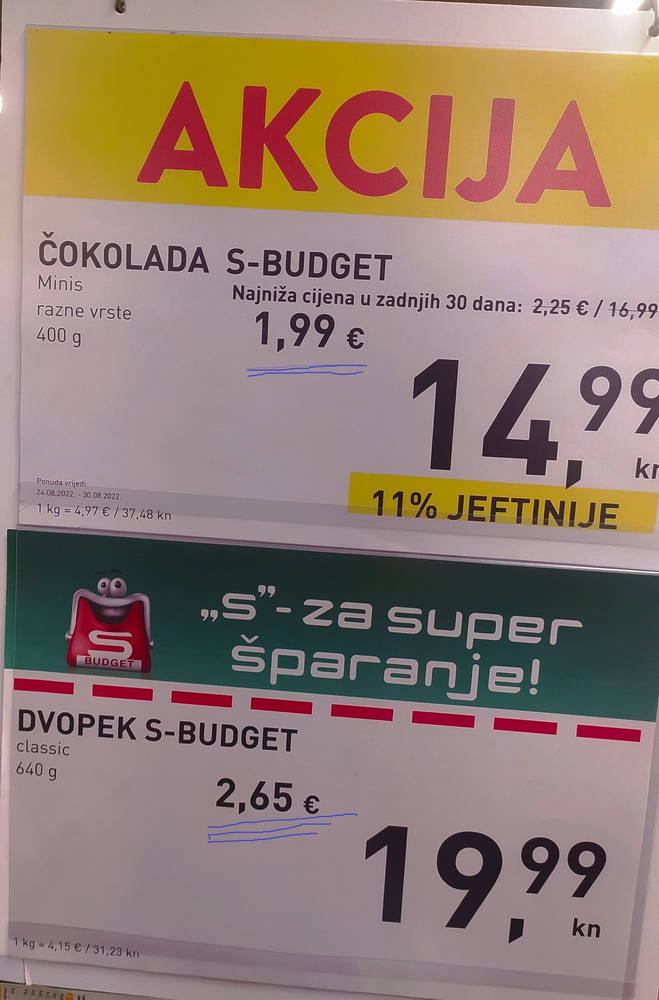 AKCIJA
ČOKOLADA S-BUDGET
Minis
razne vrste
400 g
Najniža cijena u zadnjih 30 dana: 2,25 € / 16,99
1,99 €
14,99
kn
11% JEFTINIJE
Ponuda vrijedi:
24.08.2022. - 30.08.2022.
1 kg = 4,97 € / 37,48 kn
S
BUDGET
„S”-za super
šparanje!
DVOPEK S-BUDGET
classic
640 g
2,65 €
19,99
kn
1 kg = 4,15 € / 31,23 kn